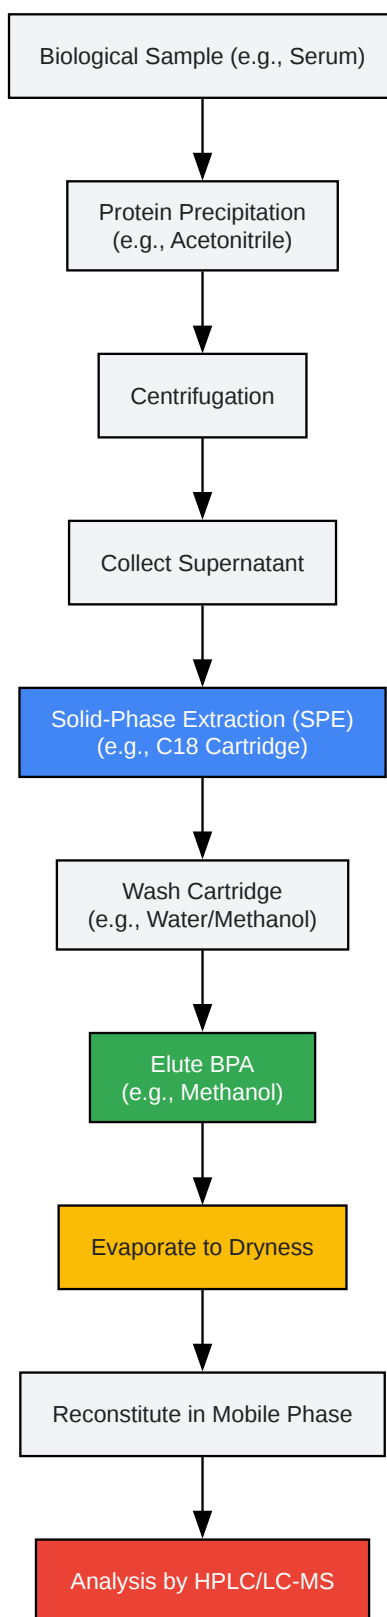 Biological Sample (e.g., Serum)
Protein Precipitation
(e.g., Acetonitrile)
Centrifugation
Collect Supernatant
Solid-Phase Extraction (SPE)
(e.g., C18 Cartridge)
Wash Cartridge
(e.g., Water/Methanol)
Elute BPA
(e.g., Methanol)
Evaporate to Dryness
Reconstitute in Mobile Phase
Analysis by HPLC/LC-MS